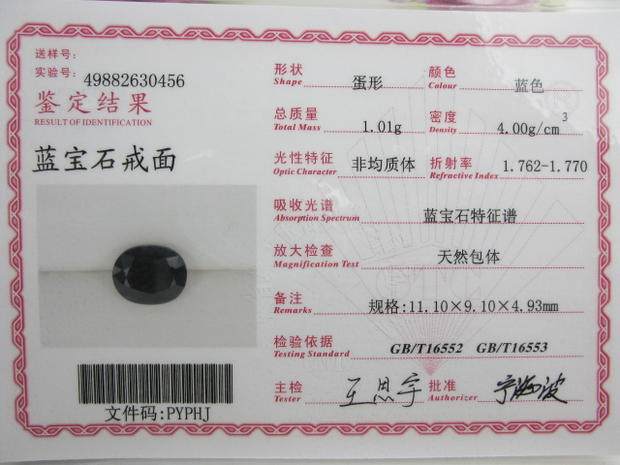 送样号:
实验号: 49882630456
鉴定结果
RESULT OF IDENTIFICATION
蓝宝石戒面
文件码:PYPHJ
形状 蛋形 颜色 蓝色
Shape Colour
总质量 1.01g 密度 4.00g/cm3
Total Mass Density
光性特征 非均质体 折射率 1.762-1.770
Optic Character Refractive Index
吸收光谱 蓝宝石特征谱
Absorption Spectrum
放大检查 天然包体
Magnification Test
备注 规格:11.10×9.10×4.93mm
Remarks
检验依据 GB/T16552 GB/T16553
Testing Standard
主检 批准
Tester Authorizer